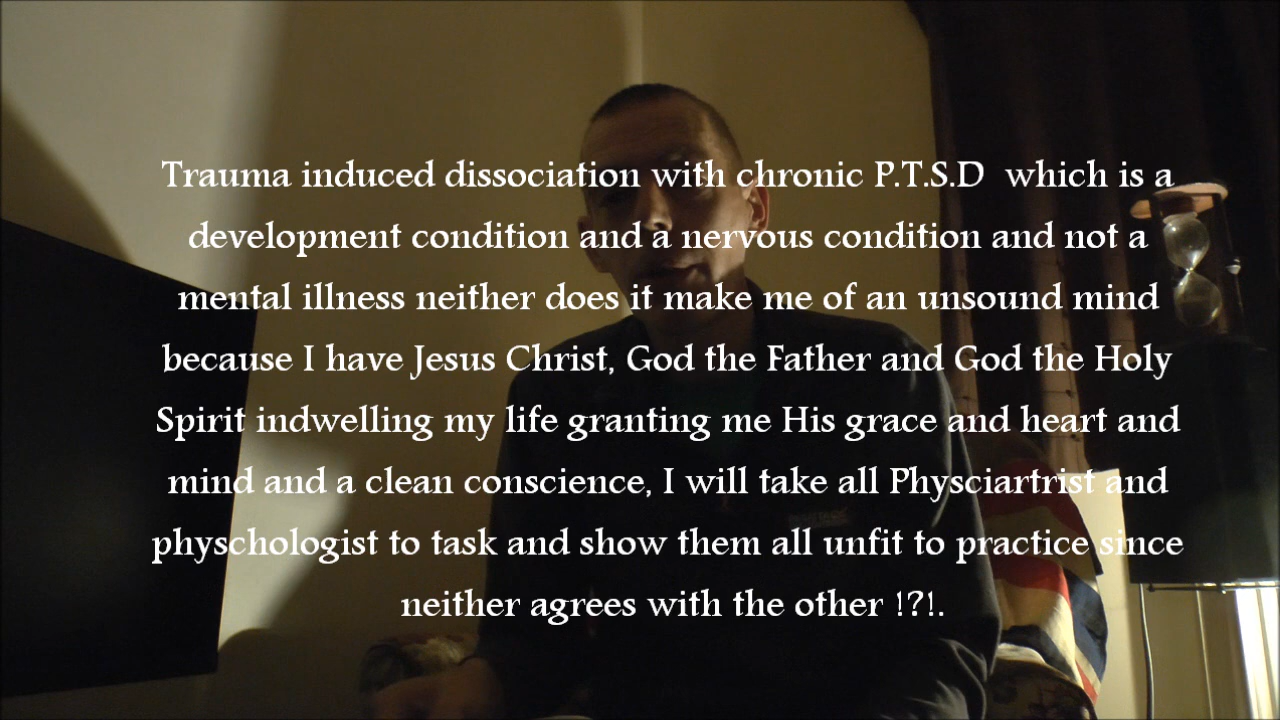 Trauma induced dissociation with chronic P.T.S.D  which is a
development condition and a nervous condition and not a
mental illness neither does it make me of an unsound mind
because I have Jesus Christ, God the Father and God the Holy
Spirit indwelling my life granting me His grace and heart and
mind and a clean conscience, I will take all Physciartrist and
physchologist to task and show them all unfit to practice since
neither agrees with the other !?!.